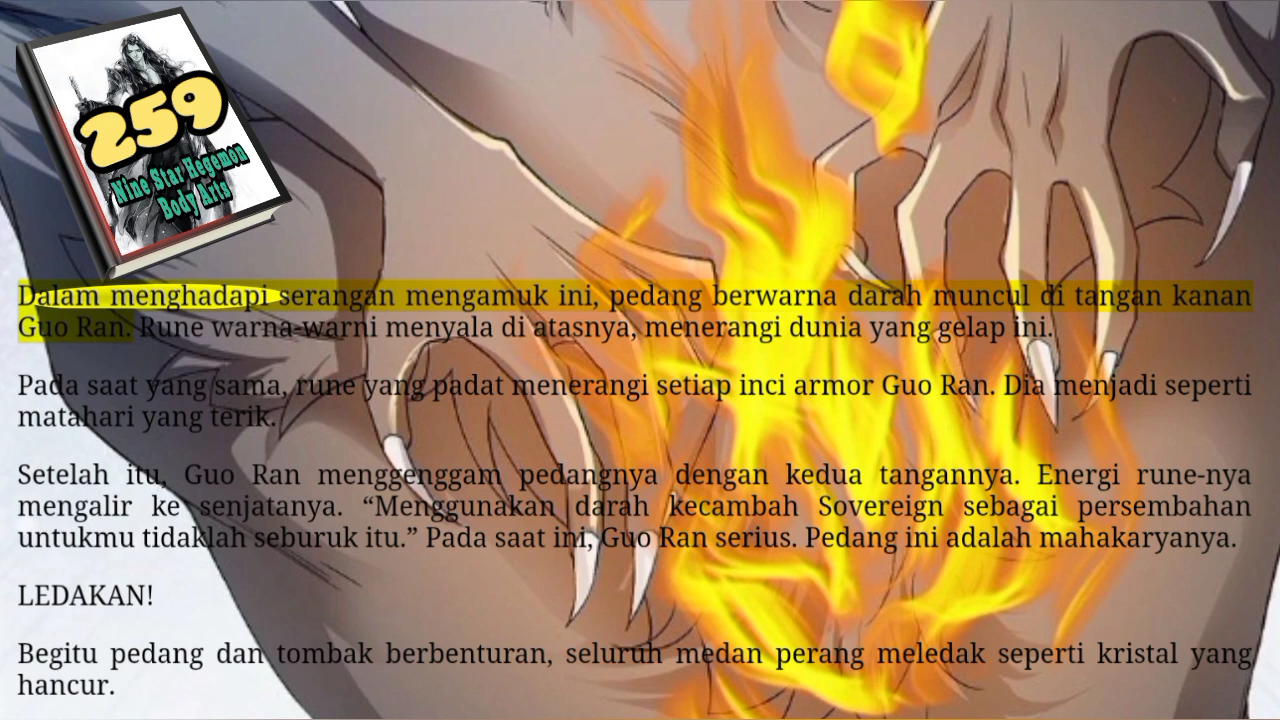 259
Nine Star Hegemon
Body Arts
Dalam menghadapi serangan mengamuk ini, pedang berwarna darah muncul di tangan kanan
Guo Ran. Rune warna-warni menyala di atasnya, menerangi dunia yang gelap ini.
Pada saat yang sama, rune yang padat menerangi setiap inci armor Guo Ran. Dia menjadi seperti
matahari yang terik.
Setelah itu, Guo Ran menggenggam pedangnya dengan kedua tangannya. Energi rune-nya
mengalir ke senjatanya. “Menggunakan darah kecambah Sovereign sebagai persembahan
untukmu tidaklah seburuk itu.” Pada saat ini, Guo Ran serius. Pedang ini adalah mahakaryanya.
LEDAKAN!
Begitu pedang dan tombak berbenturan, seluruh medan perang meledak seperti kristal yang
hancur.